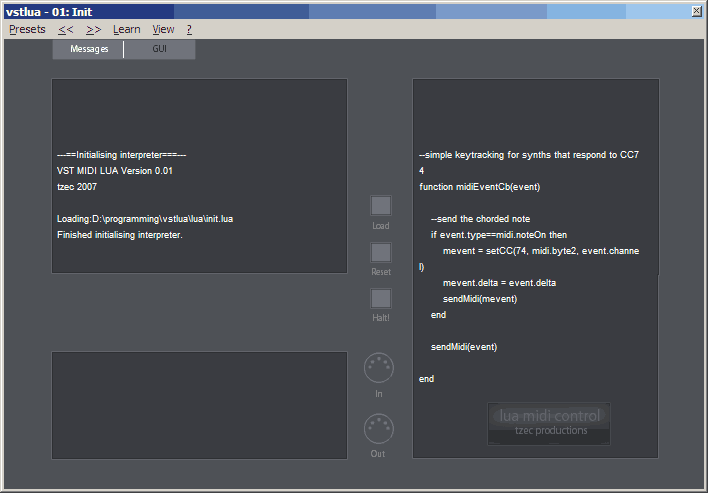 vstlua - 01: Init
Presets << >> Learn View ?
Messages GUI
---==Initialising interpreter===---
VST MIDI LUA Version 0.01
tzec 2007
Loading:D:\programming\vstlua\lua\init.lua
Finished initialising interpreter.
Load
Reset
Halt!
In
Out
--simple keytracking for synths that respond to CC7
4
function midiEventCb(event)
--send the chorded note
if event.type==midi.noteOn then
mevent = setCC(74, midi.byte2, event.channe
l)
mevent.delta = event.delta
sendMidi(mevent)
end
sendMidi(event)
end
lua midi control
tzec productions